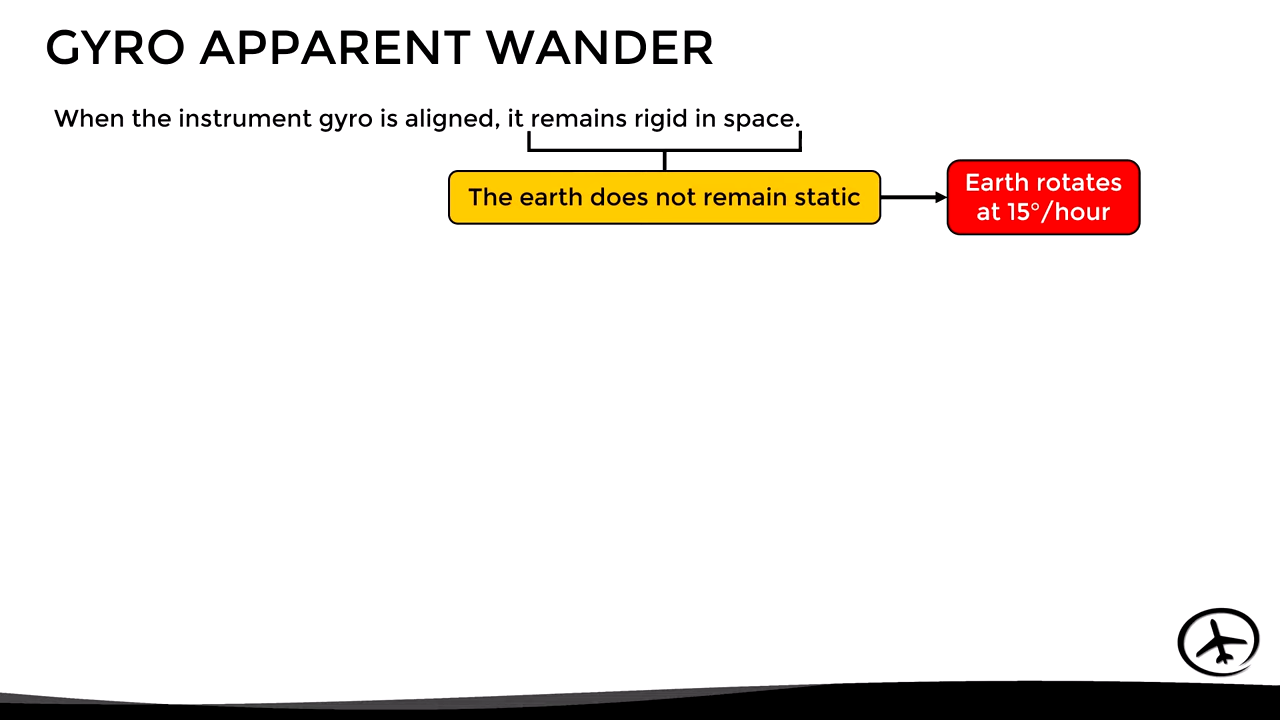 GYRO APPARENT WANDER
When the instrument gyro is aligned, it remains rigid in space.
The earth does not remain static
Earth rotates
at 15°/hour